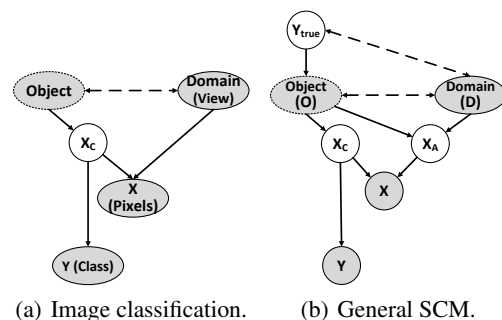 Object
Domain
(View)
X_C
X
(Pixels)
Y (Class)
(a) Image classification.
Y_true
Object
(O)
Domain
(D)
X_C
X_A
X
Y
(b) General SCM.